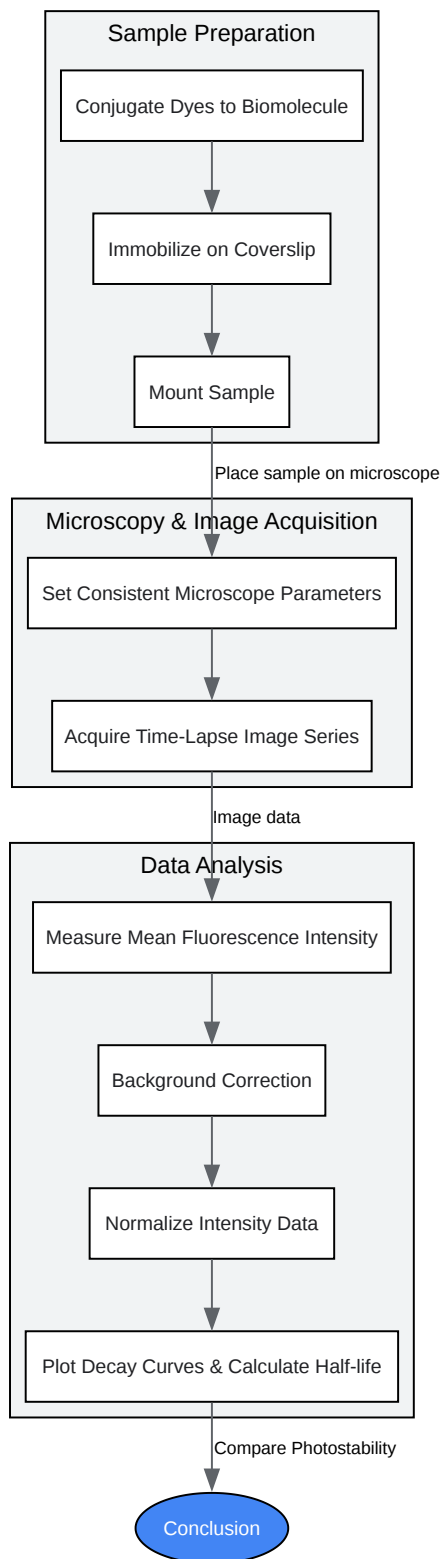 Sample Preparation
Conjugate Dyes to Biomolecule
Immobilize on Coverslip
Mount Sample
Place sample on microscope
Microscopy & Image Acquisition
Set Consistent Microscope Parameters
Acquire Time-Lapse Image Series
Image data
Data Analysis
Measure Mean Fluorescence Intensity
Background Correction
Normalize Intensity Data
Plot Decay Curves & Calculate Half-life
Compare Photostability
Conclusion